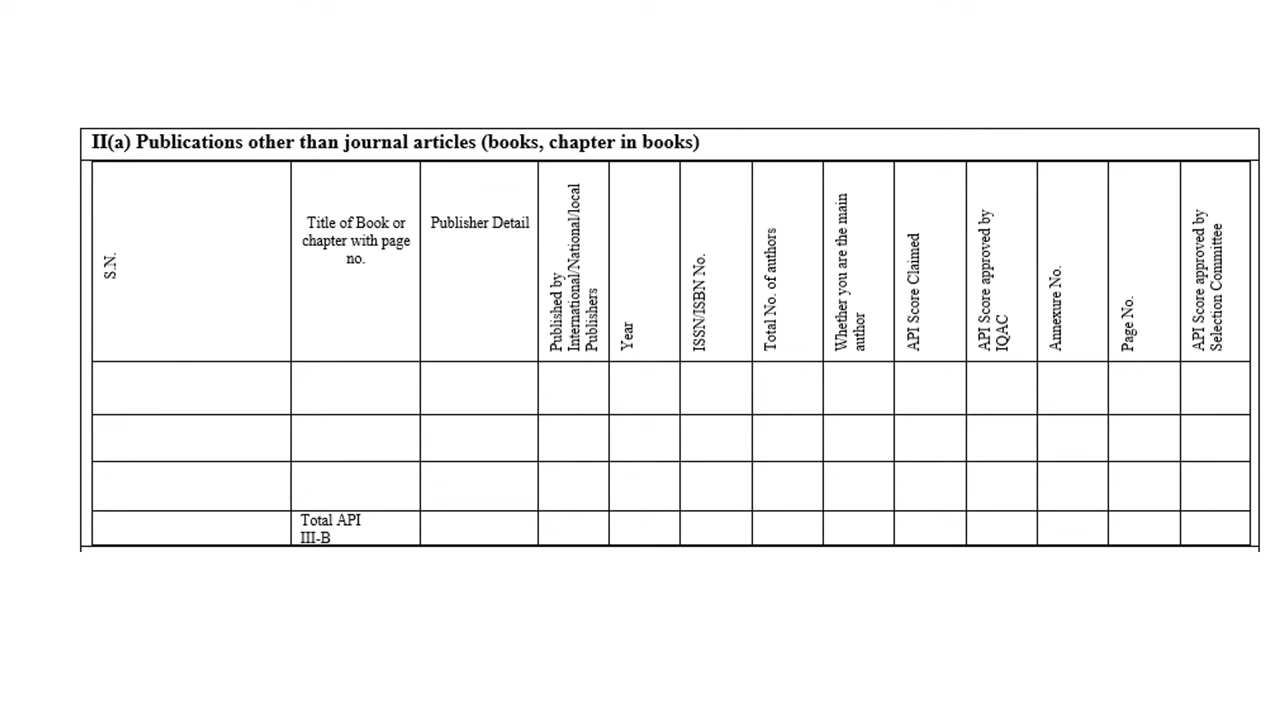 II(a) Publications other than journal articles (books, chapter in books)
S.N.
Title of Book or
chapter with page
no.
Publisher Detail
Published by
International/National/local
Publishers
Year
ISSN/ISBN No.
Total No. of authors
Whether you are the main
author
API Score Claimed
API Score approved by
IQAC
Annexure No.
Page No.
API Score approved by
Selection Committee
Total API
III-B